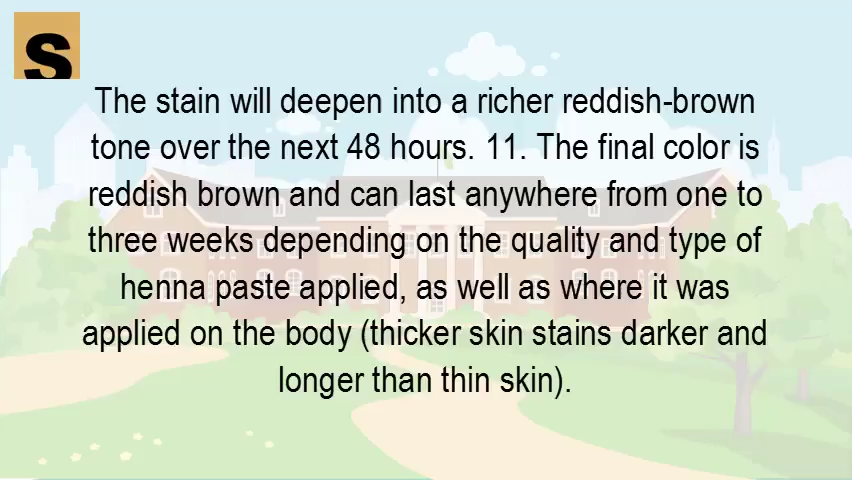 S
The stain will deepen into a richer reddish-brown
tone over the next 48 hours. 11. The final color is
reddish brown and can last anywhere from one to
three weeks depending on the quality and type of
henna paste applied, as well as where it was
applied on the body (thicker skin stains darker and
longer than thin skin).